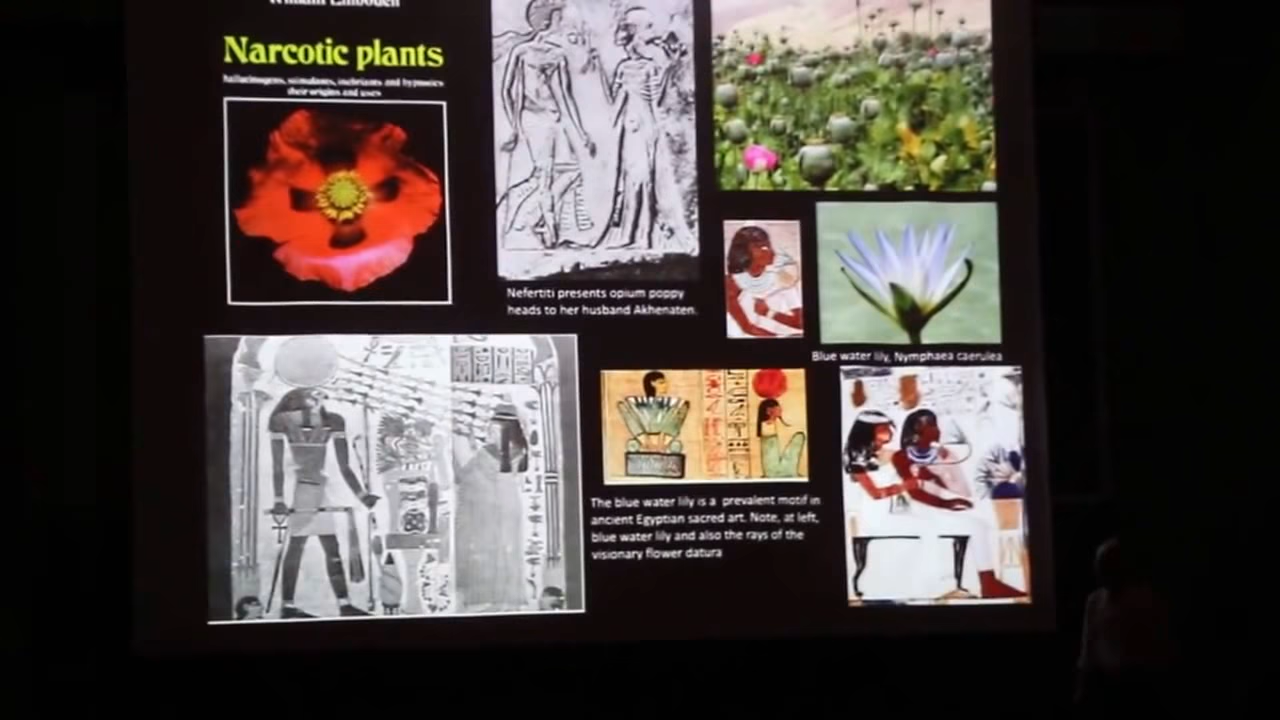 William Emboden
Narcotic plants
hallucinogens, stimulants, inebriants and hypnotics
their origins and uses
Nefertiti presents opium poppy
heads to her husband Akhenaten.
Blue water lily, Nymphaea caerulea
The blue water lily is a prevalent motif in
ancient Egyptian sacred art. Note, at left,
blue water lily and also the rays of the
visionary flower datura